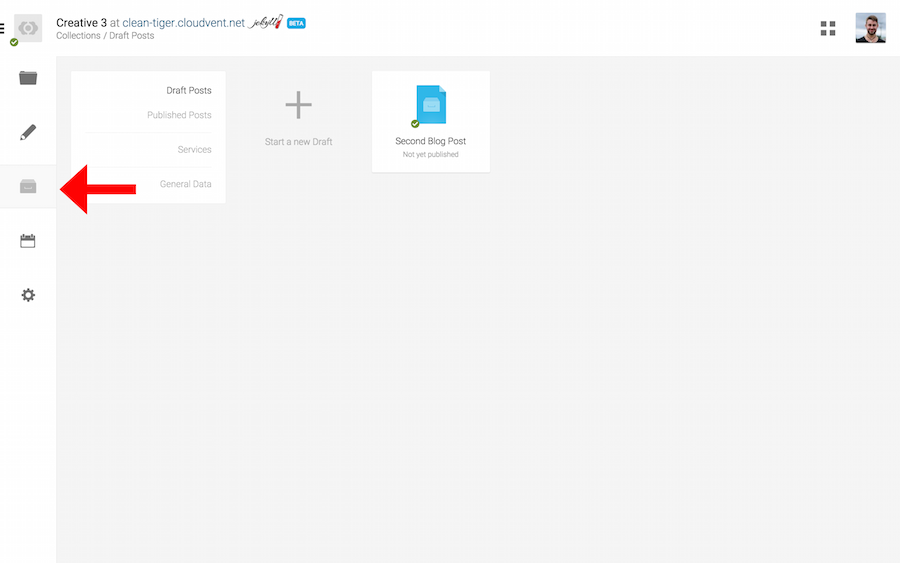 Creative 3 at clean-tiger.cloudvent.net jekyll BETA
Collections / Draft Posts
Draft Posts
Published Posts
Services
General Data
Start a new Draft
Second Blog Post
Not yet published